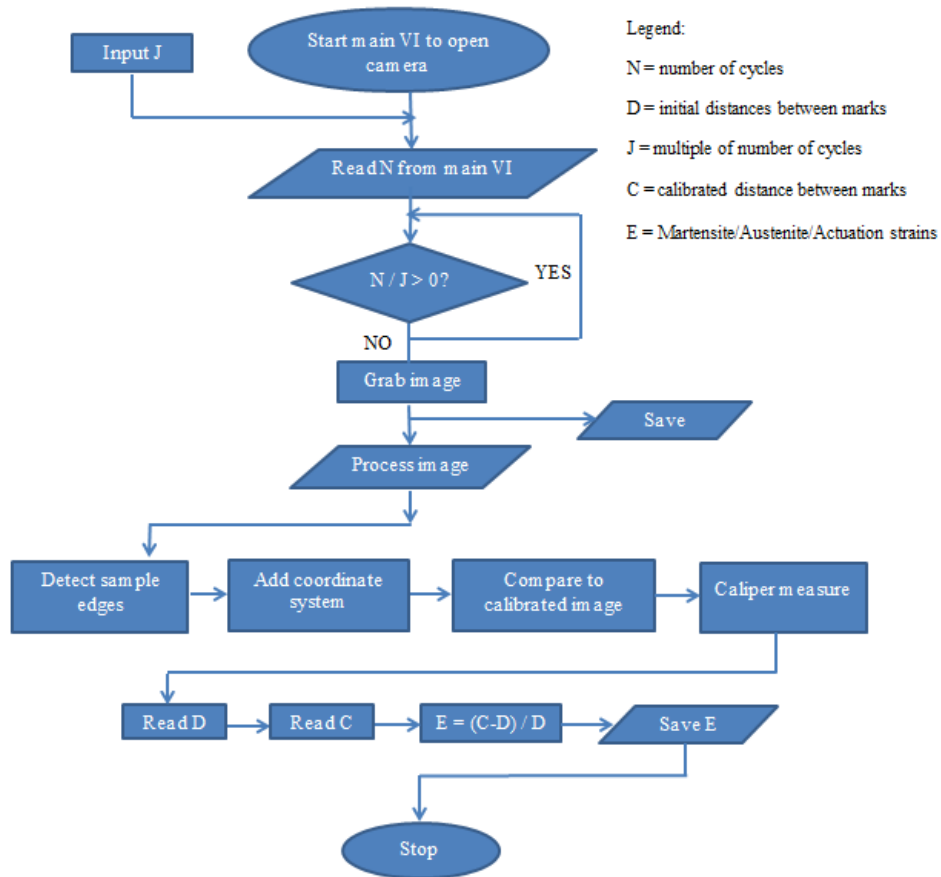 Input J
Start main VI to open
camera
Legend:
N = number of cycles
D = initial distances between marks
J = multiple of number of cycles
C = calibrated distance between marks
E = Martensite/Austenite/Actuation strains
Read N from main VI
N / J > 0?
YES
NO
Grab image
Save
Process image
Detect sample
edges
Add coordinate
system
Compare to
calibrated image
Caliper measure
Read D
Read C
E = (C-D) / D
Save E
Stop